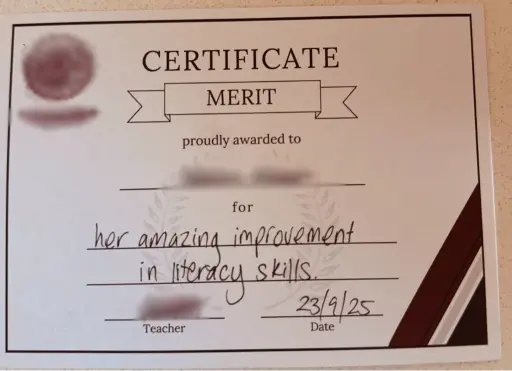 CERTIFICATE
MERIT
proudly awarded to
for
her amazing improvement
in literacy skills.
23/9/25
Teacher
Date